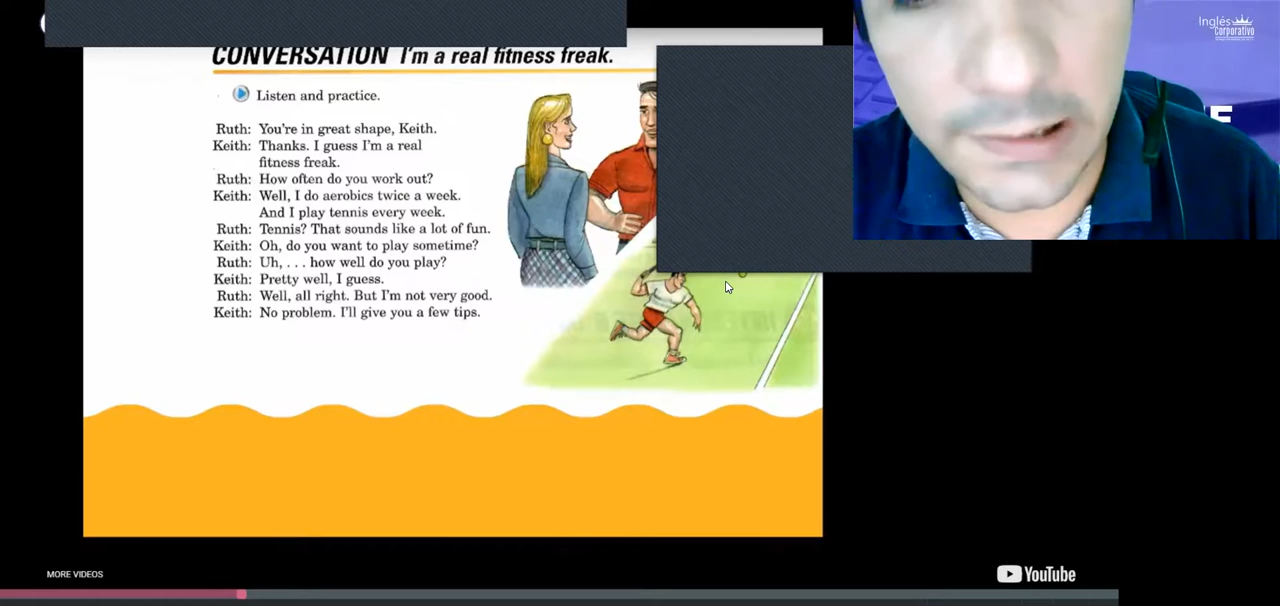 Inglés
Corporativo
CONVERSATION I'm a real fitness freak.
Listen and practice.
Ruth: You're in great shape, Keith.
Keith: Thanks. I guess I'm a real
fitness freak.
Ruth: How often do you work out?
Keith: Well, I do aerobics twice a week.
And I play tennis every week.
Ruth: Tennis? That sounds like a lot of fun.
Keith: Oh, do you want to play sometime?
Ruth: Uh, . . . how well do you play?
Keith: Pretty well, I guess.
Ruth: Well, all right. But I'm not very good.
Keith: No problem. I'll give you a few tips.
MORE VIDEOS
YouTube